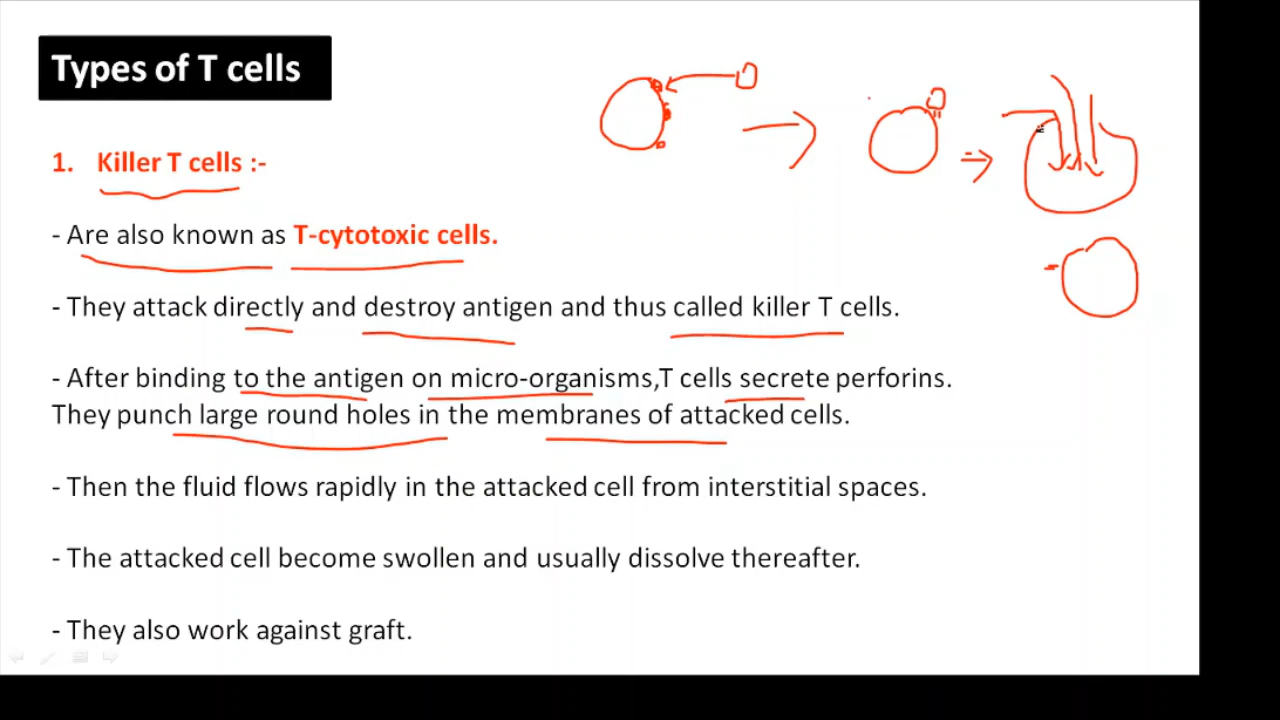 Types of T cells
1. Killer T cells :-
- Are also known as T-cytotoxic cells.
- They attack directly and destroy antigen and thus called killer T cells.
- After binding to the antigen on micro-organisms,T cells secrete perforins.
They punch large round holes in the membranes of attacked cells.
- Then the fluid flows rapidly in the attacked cell from interstitial spaces.
- The attacked cell become swollen and usually dissolve thereafter.
- They also work against graft.